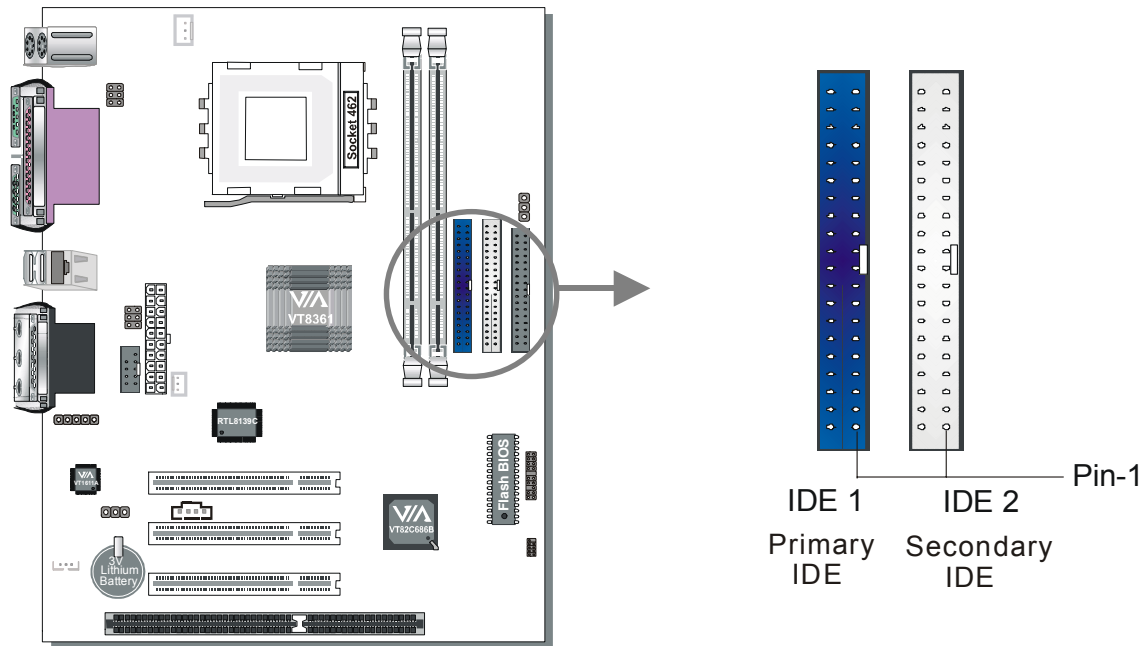 Socket 462
VIA
VT8361
RTL8139C
VIA
VT1611A
Flash BIOS
VIA
VT82C686B
3V
Lithium
Battery
Pin-1
IDE 1
IDE 2
Primary
IDE
Secondary
IDE